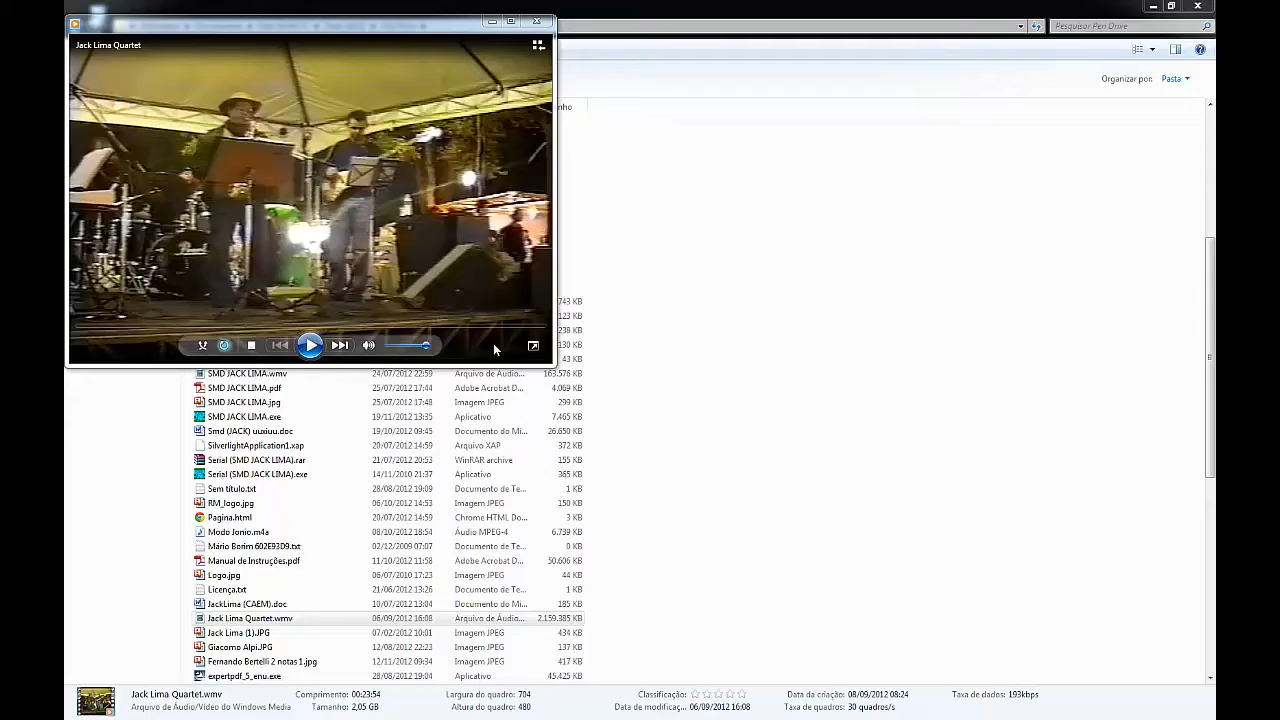 Pesquisar Pen Drive
Jack Lima Quartet
Organizar por: Pasta
nho
743 KB
123 KB
238 KB
130 KB
43 KB
SMD JACK LIMA.wmv 24/07/2012 22:59 Arquivo de Áudio... 163.576 KB
SMD JACK LIMA.pdf 25/07/2012 17:44 Adobe Acrobat D... 4.069 KB
SMD JACK LIMA.jpg 25/07/2012 17:48 Imagem JPEG 299 KB
SMD JACK LIMA.exe 19/11/2012 13:35 Aplicativo 7.465 KB
Smd (JACK) uuxiuu.doc 19/10/2012 09:45 Documento do Mi... 26.650 KB
SilverlightApplication1.xap 20/07/2012 14:59 Arquivo XAP 372 KB
Serial (SMD JACK LIMA).rar 21/07/2012 20:53 WinRAR archive 155 KB
Serial (SMD JACK LIMA).exe 14/11/2010 21:37 Aplicativo 365 KB
Sem título.txt 28/08/2012 19:09 Documento de Te... 1 KB
RM_logo.jpg 06/10/2012 14:53 Imagem JPEG 150 KB
Pagina.html 20/07/2012 14:59 Chrome HTML Do... 3 KB
Modo Jonio.m4a 08/10/2012 18:54 Áudio MPEG-4 6.739 KB
Mário Borim 602E93D9.txt 02/12/2009 07:07 Documento de Te... 0 KB
Manual de Instruções.pdf 11/10/2012 11:58 Adobe Acrobat D... 50.606 KB
Logo.jpg 06/07/2010 17:23 Imagem JPEG 44 KB
Licença.txt 21/06/2012 13:26 Documento de Te... 1 KB
JackLima (CAEM).doc 10/07/2012 13:04 Documento do Mi... 185 KB
Jack Lima Quartet.wmv 06/09/2012 16:08 Arquivo de Áudio... 2.159.385 KB
Jack Lima (1).JPG 07/02/2012 10:01 Imagem JPEG 434 KB
Giacomo Alpi.JPG 12/08/2012 22:23 Imagem JPEG 137 KB
Fernando Bertelli 2 notas 1.jpg 12/11/2012 09:34 Imagem JPEG 417 KB
expertpdf_5_enu.exe 28/08/2012 19:04 Aplicativo 45.425 KB
Jack Lima Quartet.wmv Comprimento: 00:23:54 Largura do quadro: 704 Classificação: Data da criação: 08/09/2012 08:24 Taxa de dados: 193kbps
Arquivo de Áudio/Vídeo do Windows Media Tamanho: 2,05 GB Altura do quadro: 480 Data de modificaç... 06/09/2012 16:08 Taxa de quadros: 30 quadros/s